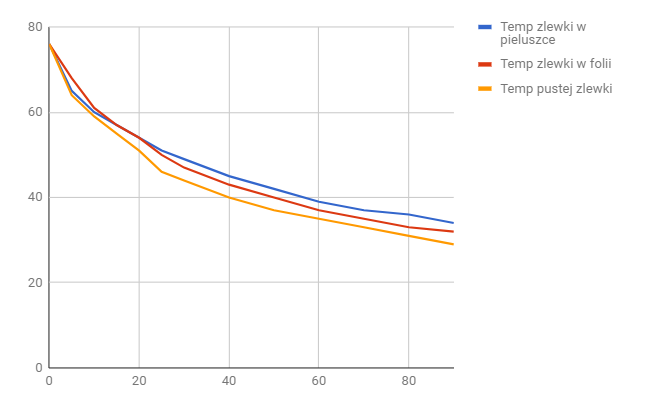 80
60
40
20
0
0 20 40 60 80
Temp zlewki w
pieluszce
Temp zlewki w folii
Temp pustej zlewki